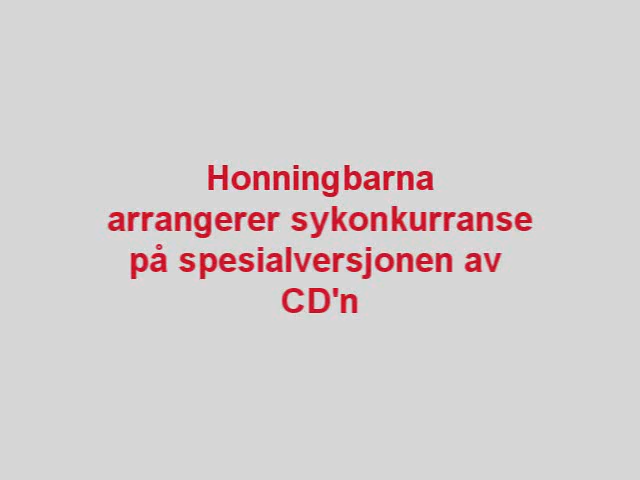 Honningbarna
arrangerer sykonkurranse
på spesialversjonen av
CD'n